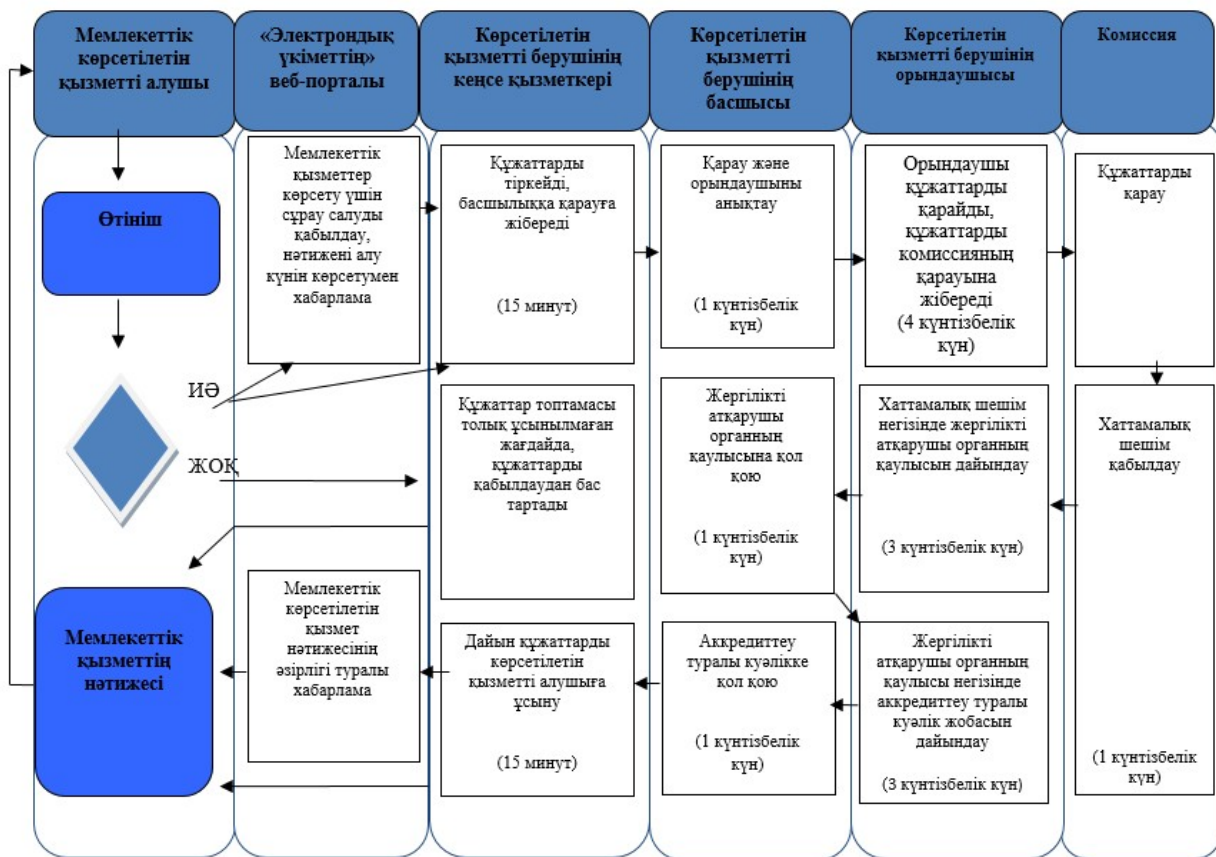 Мемлекеттік
көрсетілетін
қызметті алушы
«Электрондық
үкіметтің»
веб-порталы
Көрсетілетін
қызметті берушінің
кеңсе қызметкері
Көрсетілетін
қызметті
берушінің
басшысы
Көрсетілетін
қызметті берушінің
орындаушысы
Комиссия
Өтініш
Мемлекеттік
қызметтер
көрсету үшін
сұрау салуды
қабылдау,
нәтижені алу
күнін көрсетумен
хабарлама
Құжаттарды
тіркейді,
басшылыққа қарауға
жібереді
(15 минут)
Қарау және
орындаушыны
анықтау
(1 күнтізбелік
күн)
Орындаушы
құжаттарды
қарайды,
құжаттарды
комиссияның
қарауына
жібереді
(4 күнтізбелік
күн)
Құжаттарды
қарау
ИӘ
ЖОҚ
Құжаттар топтамасы
толық ұсынылмаған
жағдайда,
құжаттарды
қабылдаудан бас
тартады
Жергілікті
атқарушы
органның
қаулысына қол
қою
(1 күнтізбелік
күн)
Хаттамалық шешім
негізінде жергілікті
атқарушы органның
қаулысын дайындау
(3 күнтізбелік күн)
Хаттамалық
шешім
қабылдау
(1 күнтізбелік
күн)
Мемлекеттік
қызметтің
нәтижесі
Мемлекеттік
көрсетілетін
қызмет
нәтижесінің
әзірлігі туралы
хабарлама
Дайын құжаттарды
көрсетілетін
қызметті алушыға
ұсыну
(15 минут)
Аккредиттеу
туралы куәлікке
қол қою
(1 күнтізбелік
күн)
Жергілікті
атқарушы органның
қаулысы негізінде
аккредиттеу туралы
куәлік жобасын
дайындау
(3 күнтізбелік күн)